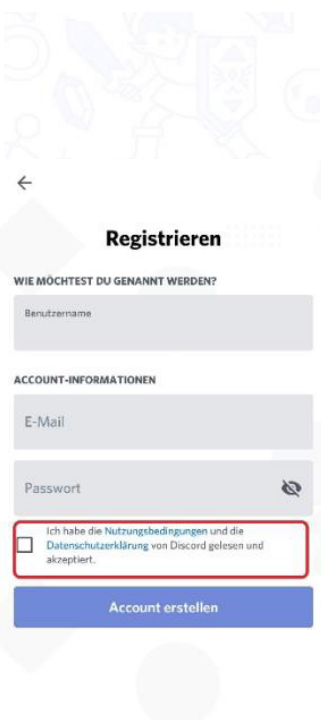 Registrieren
WIE MÖCHTEST DU GENANNT WERDEN?
Benutzername
ACCOUNT-INFORMATIONEN
E-Mail
Passwort
Ich habe die Nutzungsbedingungen und die
Datenschutzerklärung von Discord gelesen und
akzeptiert.
Account erstellen